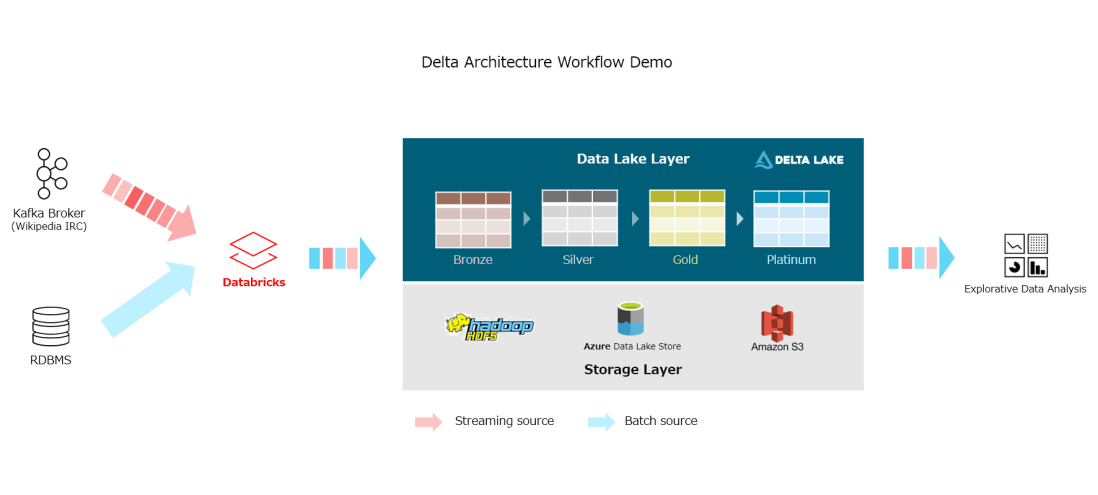 Delta Architecture Workflow Demo
Data Lake Layer
DELTA LAKE
Kafka Broker
(Wikipedia IRC)
Databricks
RDBMS
Bronze
Silver
Gold
Platinum
Explorative Data Analysis
hadoop
HDFS
Azure Data Lake Store
Amazon S3
Storage Layer
Streaming source
Batch source